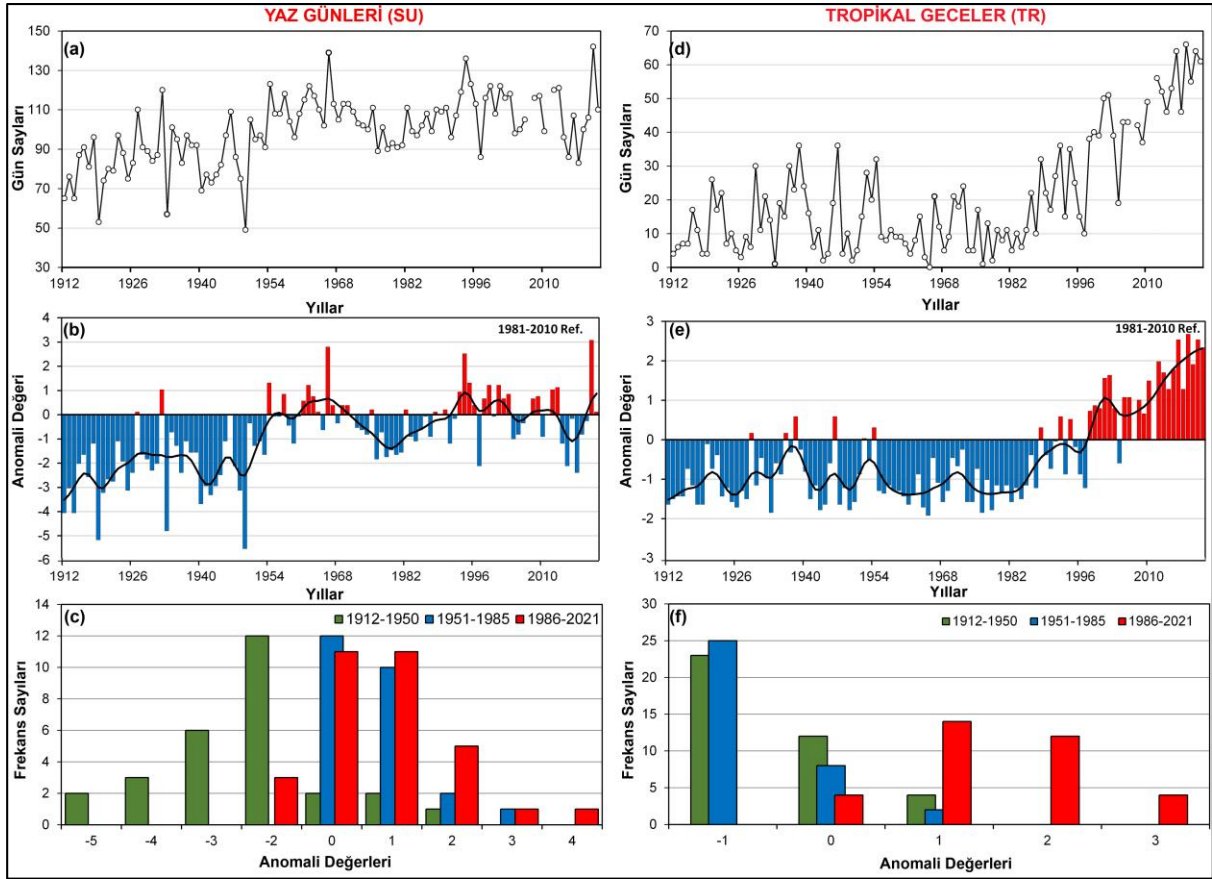 YAZ GÜNLERİ (SU)
(a)
Gün Sayıları
150
130
110
90
70
50
30
1912 1926 1940 1954 1968 1982 1996 2010
Yıllar
(b)
1981-2010 Ref.
Anomali Değeri
4
3
2
1
0
-1
-2
-3
-4
-5
-6
1912 1926 1940 1954 1968 1982 1996 2010
Yıllar
(c)
1912-1950 1951-1985 1986-2021
Frekans Sayıları
14
12
10
8
6
4
2
0
-5 -4 -3 -2 0 1 2 3 4
Anomali Değerleri
TROPİKAL GECELER (TR)
(d)
Gün Sayıları
70
60
50
40
30
20
10
0
1912 1926 1940 1954 1968 1982 1996 2010
Yıllar
(e)
1981-2010 Ref.
Anomali Değeri
3
2
1
0
-1
-2
-3
1912 1926 1940 1954 1968 1982 1996 2010
Yıllar
(f)
1912-1950 1951-1985 1986-2021
Frekans Sayıları
30
25
20
15
10
5
0
-1 0 1 2 3
Anomali Değerleri